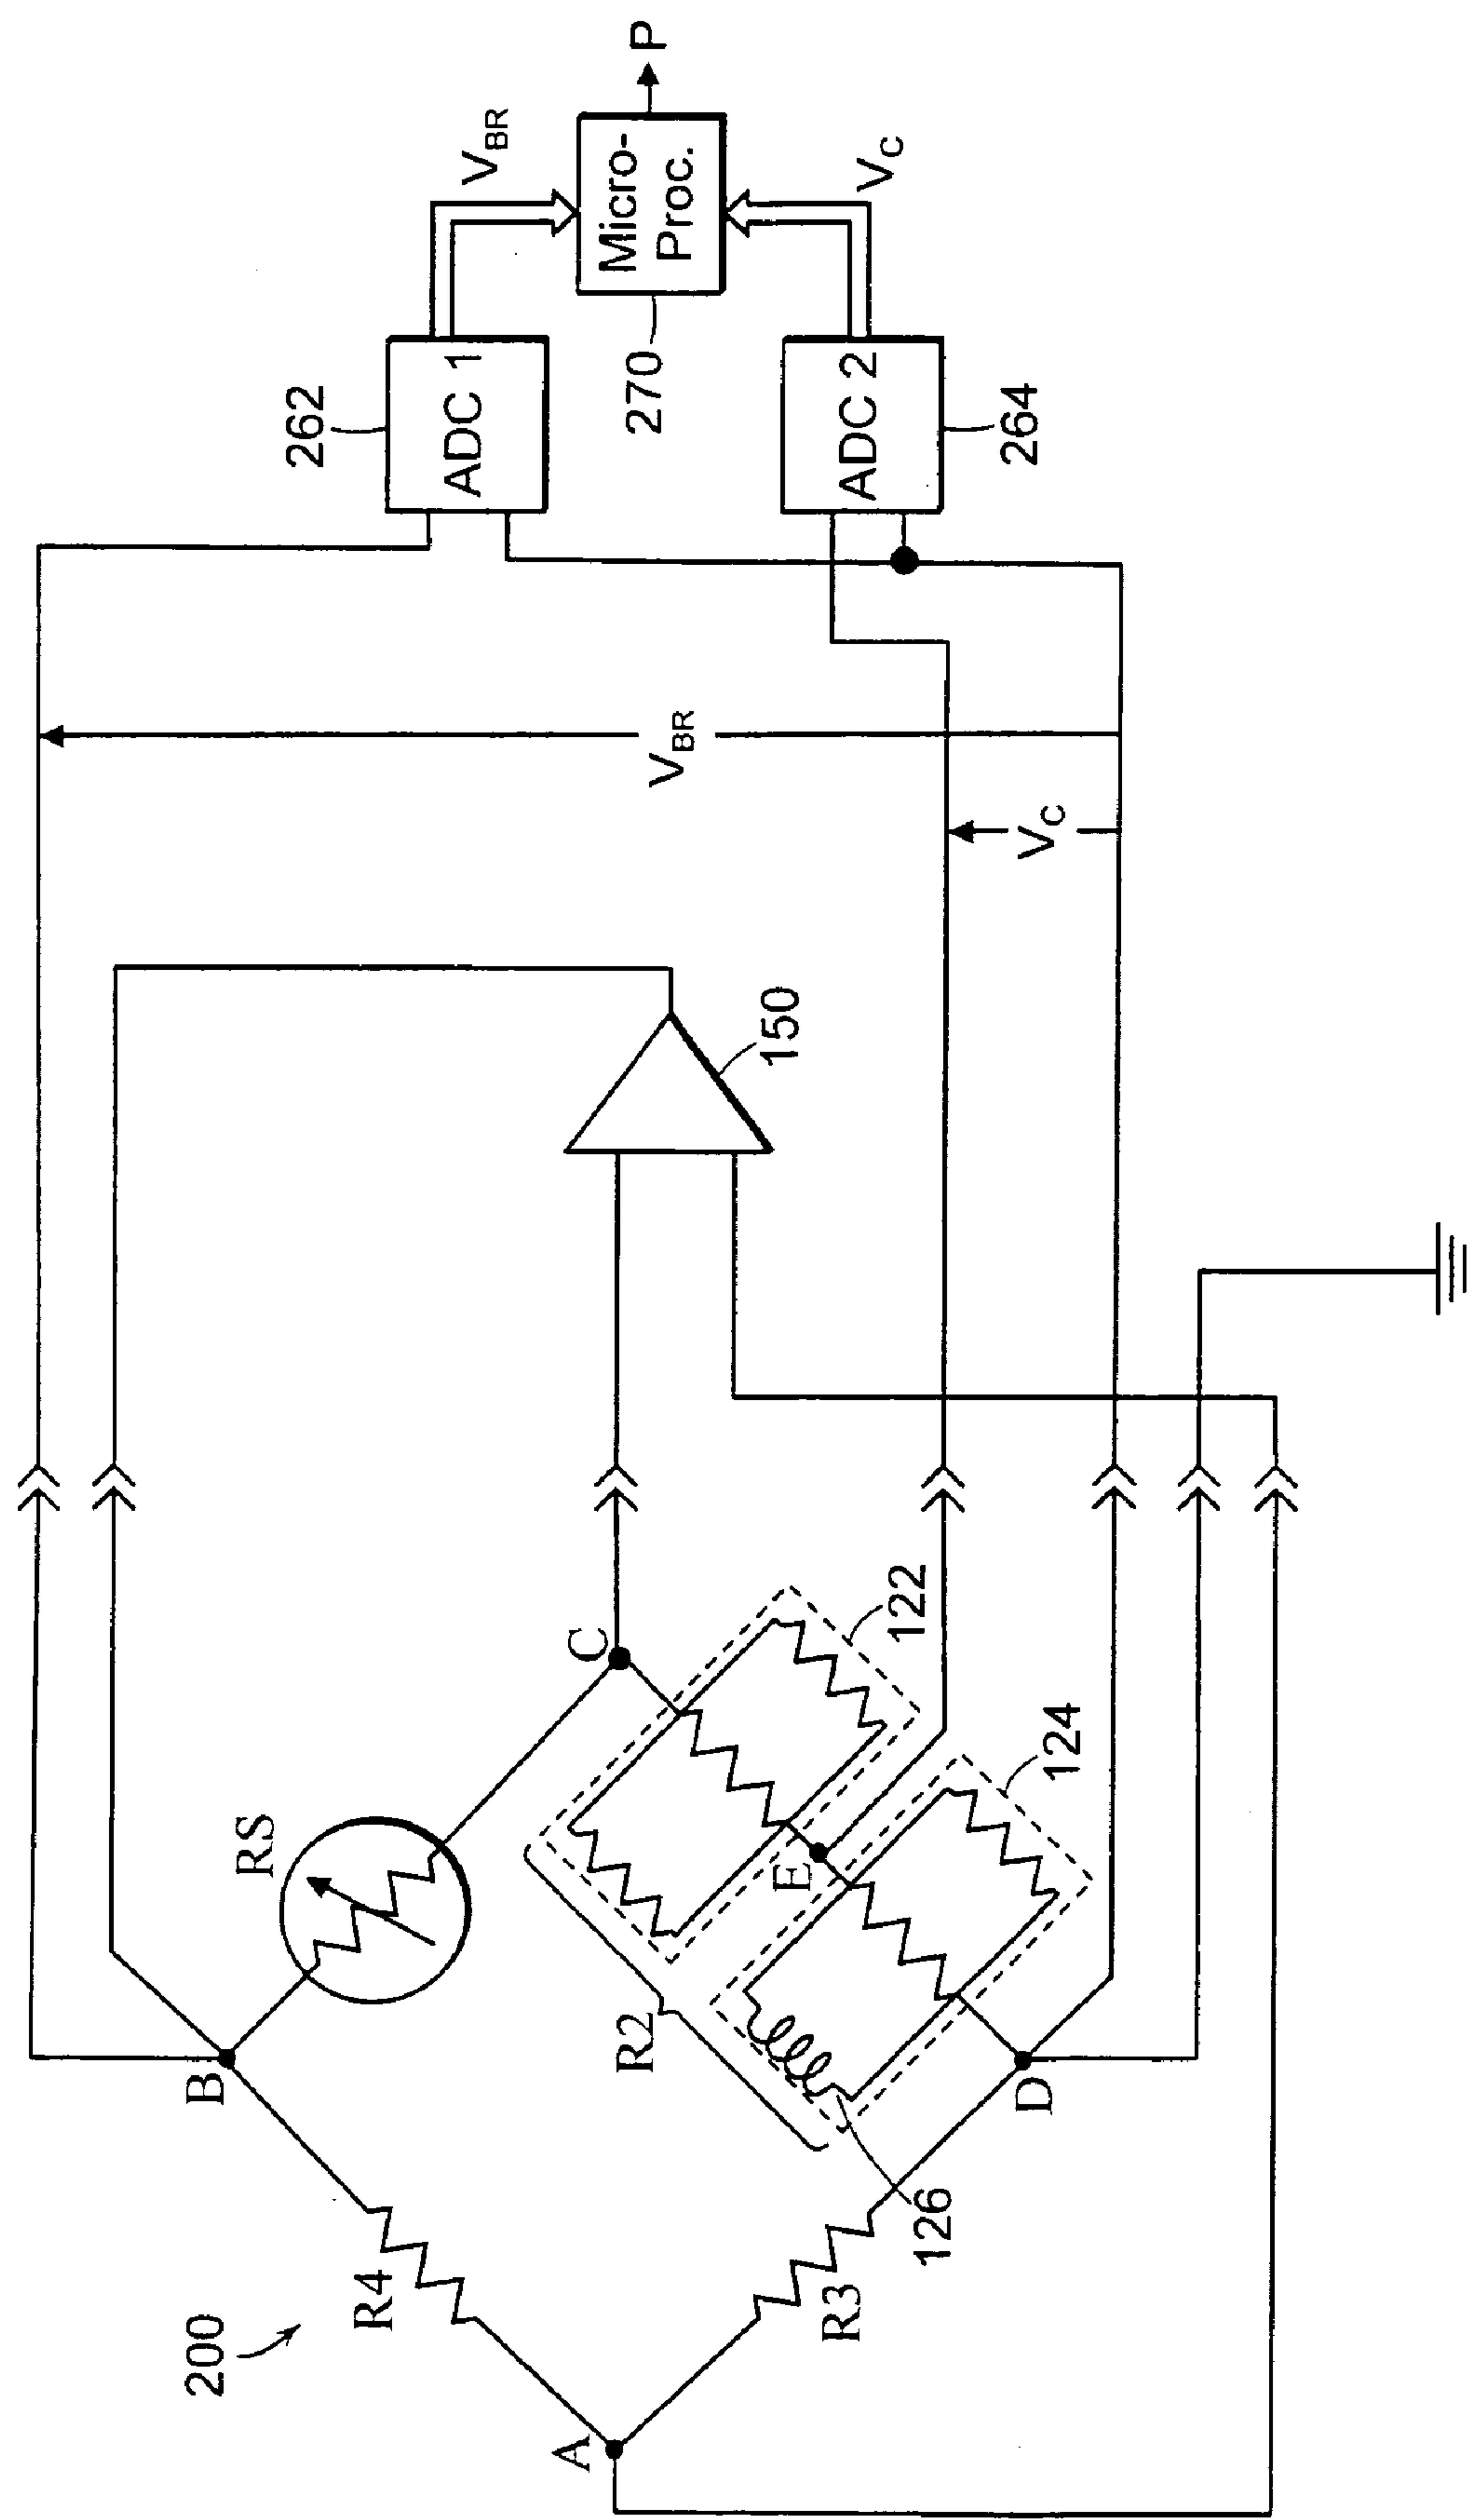 200
R4
B
RS
A
R3
R2
C
E
D
126
122
124
150
V_BR
V_C
262
ADC 1
264
ADC 2
270
Micro-
Proc.
V_BR
V_C
P